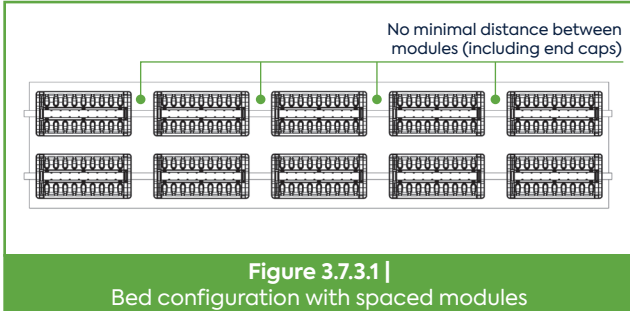 No minimal distance between
modules (including end caps)
Figure 3.7.3.1 |
Bed configuration with spaced modules